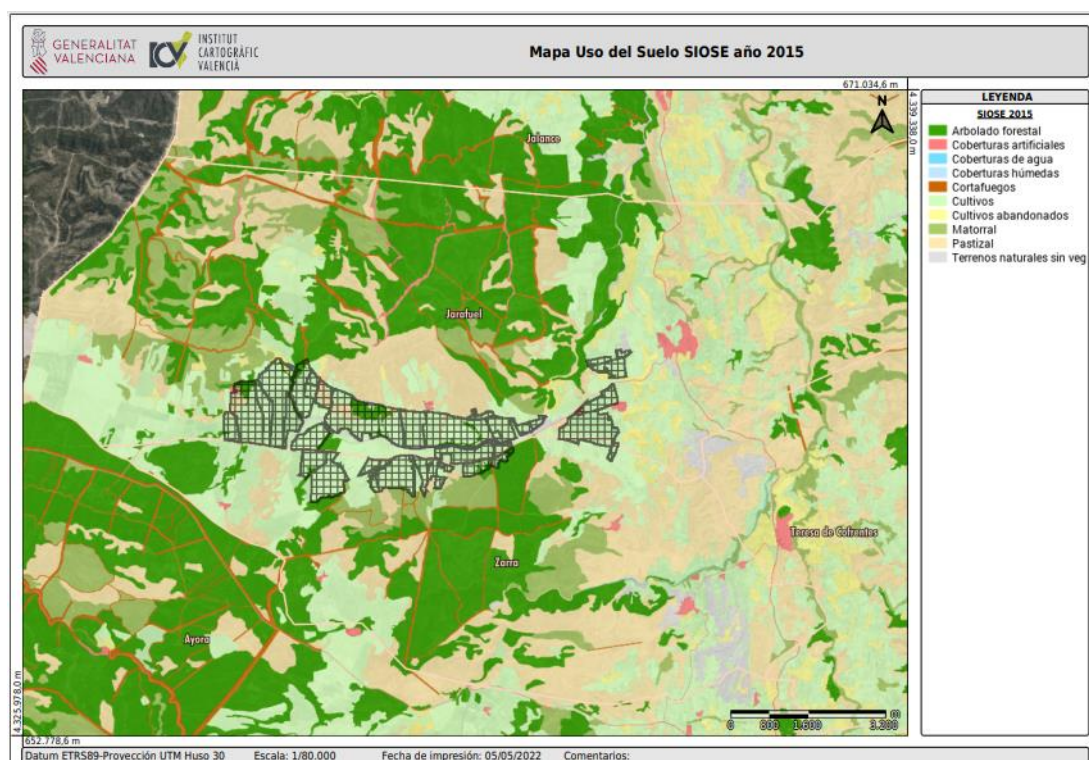 GENERALITAT
VALENCIANA
INSTITUT
CARTOGRÀFIC
VALENCIÀ
Mapa Uso del Suelo SIOSE año 2015
671.034,6 m
4.339.338,0 m
N
LEYENDA
SIOSE 2015
Arbolado forestal
Coberturas artificiales
Coberturas de agua
Coberturas húmedas
Cortafuegos
Cultivos
Cultivos abandonados
Matorral
Pastizal
Terrenos naturales sin veg
Jalance
Jarafuel
Teresa de Cofrentes
Zarra
Ayora
m
0 800 1.600 3.200
4.325.978,0 m
652.778,6 m
Datum ETRS89-Proyección UTM Huso 30 Escala: 1/80.000 Fecha de impresión: 05/05/2022 Comentarios: